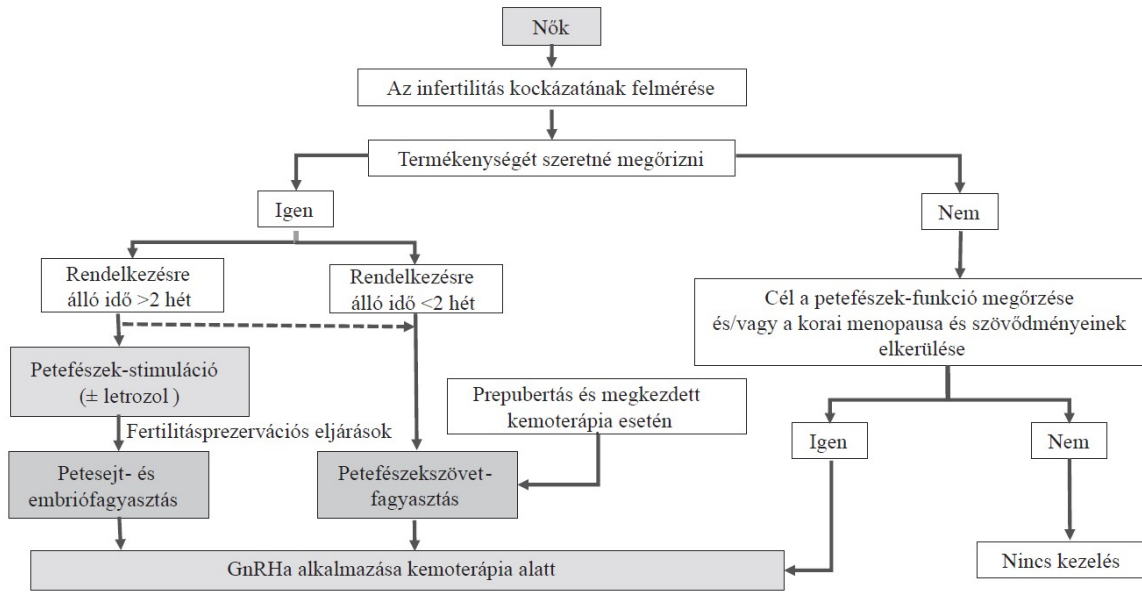 Nők
Az infertilitás kockázatának felmérése
Termékenységét szeretné megőrizni
Igen
Nem
Rendelkezésre
álló idő >2 hét
Rendelkezésre
álló idő <2 hét
Cél a petefészek-funkció megőrzése
és/vagy a korai menopausa és szövődményeinek
elkerülése
Petefészek-stimuláció
(± letrozol )
Prepubertás és megkezdett
kemoterápia esetén
Fertilitásprezervációs eljárások
Igen
Nem
Petesejt- és
embriófagyasztás
Petefészekszövet-
fagyasztás
GnRHa alkalmazása kemoterápia alatt
Nincs kezelés